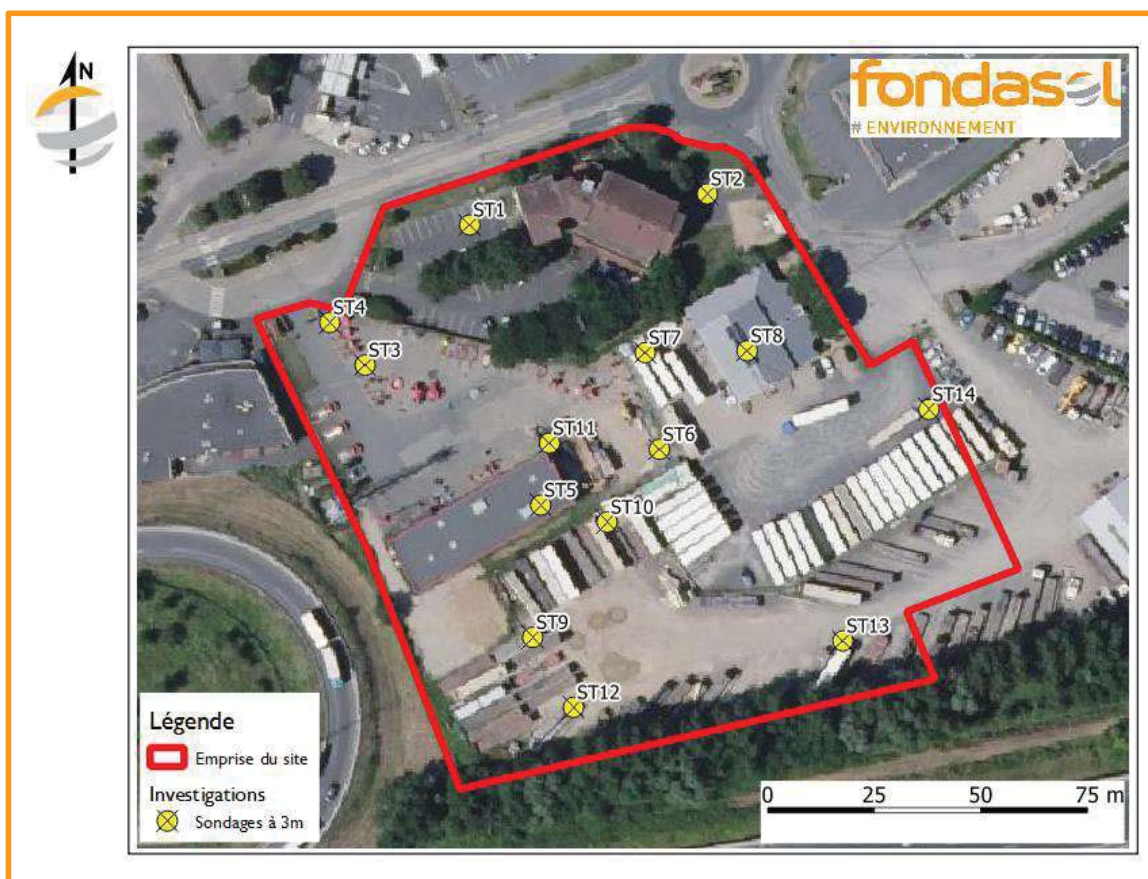 N
fondasol
# ENVIRONNEMENT
ST2
ST1
ST4
ST3
ST7
ST8
ST14
ST11
ST6
ST5
ST10
ST9
ST13
ST12
Légende
Emprise du site
Investigations
Sondages à 3m
0 25 50 75 m